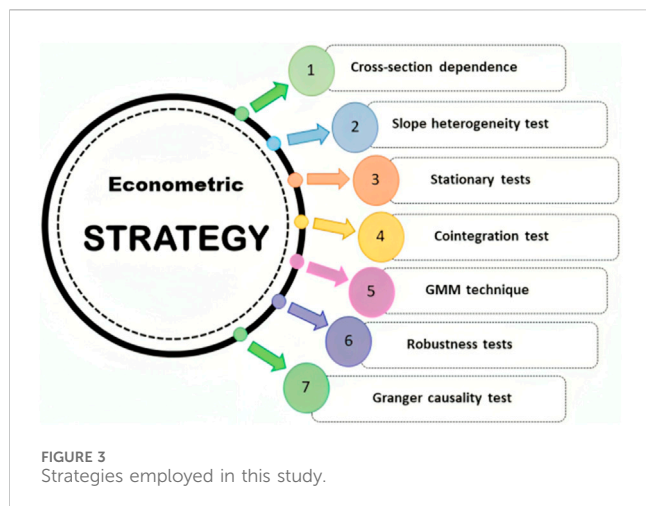 Econometric
STRATEGY
1
Cross-section dependence
2
Slope heterogeneity test
3
Stationary tests
4
Cointegration test
5
GMM technique
6
Robustness tests
7
Granger causality test
FIGURE 3
Strategies employed in this study.